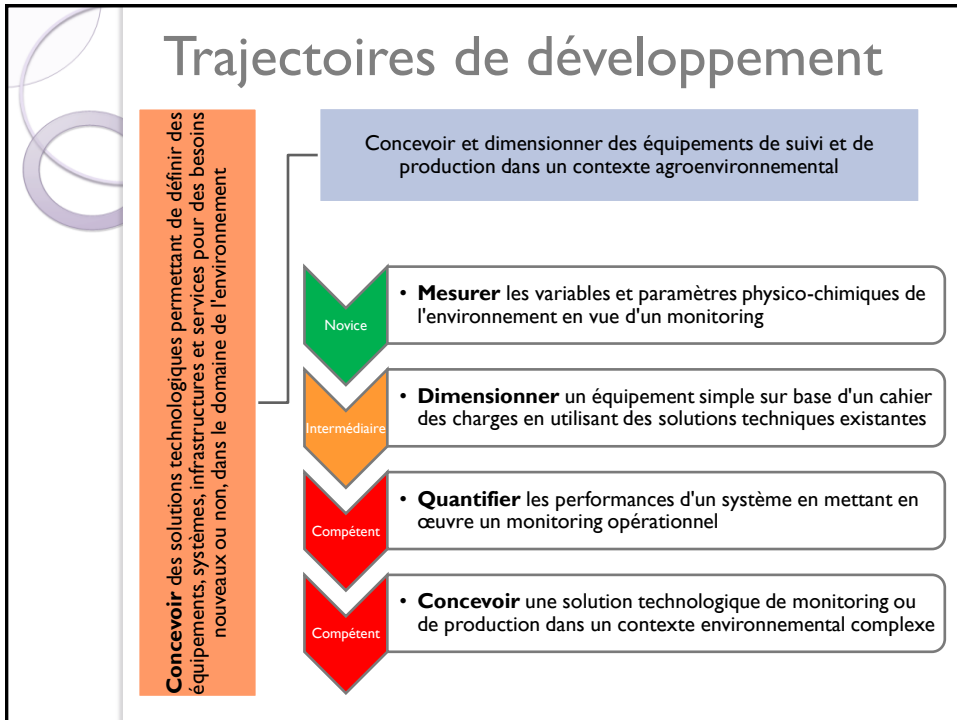 Trajectoires de développement
Concevoir des solutions technologiques permettant de définir des
équipements, systèmes, infrastructures et services pour des besoins
nouveaux ou non, dans le domaine de l'environnement
Concevoir et dimensionner des équipements de suivi et de
production dans un contexte agroenvironnemental
Novice
• Mesurer les variables et paramètres physico-chimiques de
l'environnement en vue d'un monitoring
Intermédiaire
• Dimensionner un équipement simple sur base d'un cahier
des charges en utilisant des solutions techniques existantes
Compétent
• Quantifier les performances d'un système en mettant en
œuvre un monitoring opérationnel
Compétent
• Concevoir une solution technologique de monitoring ou
de production dans un contexte environnemental complexe